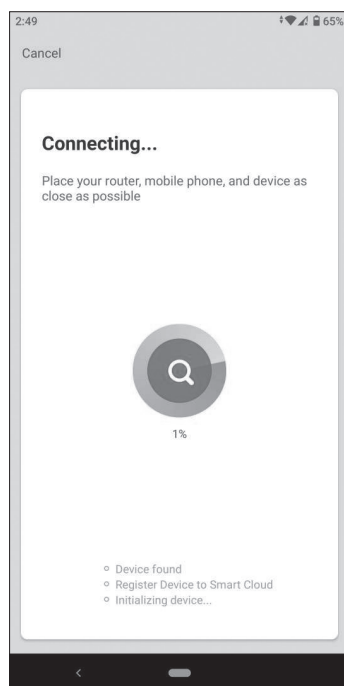 2:49
65%
Cancel
Connecting...
Place your router, mobile phone, and device as
close as possible
1%
Device found
Register Device to Smart Cloud
Initializing device...